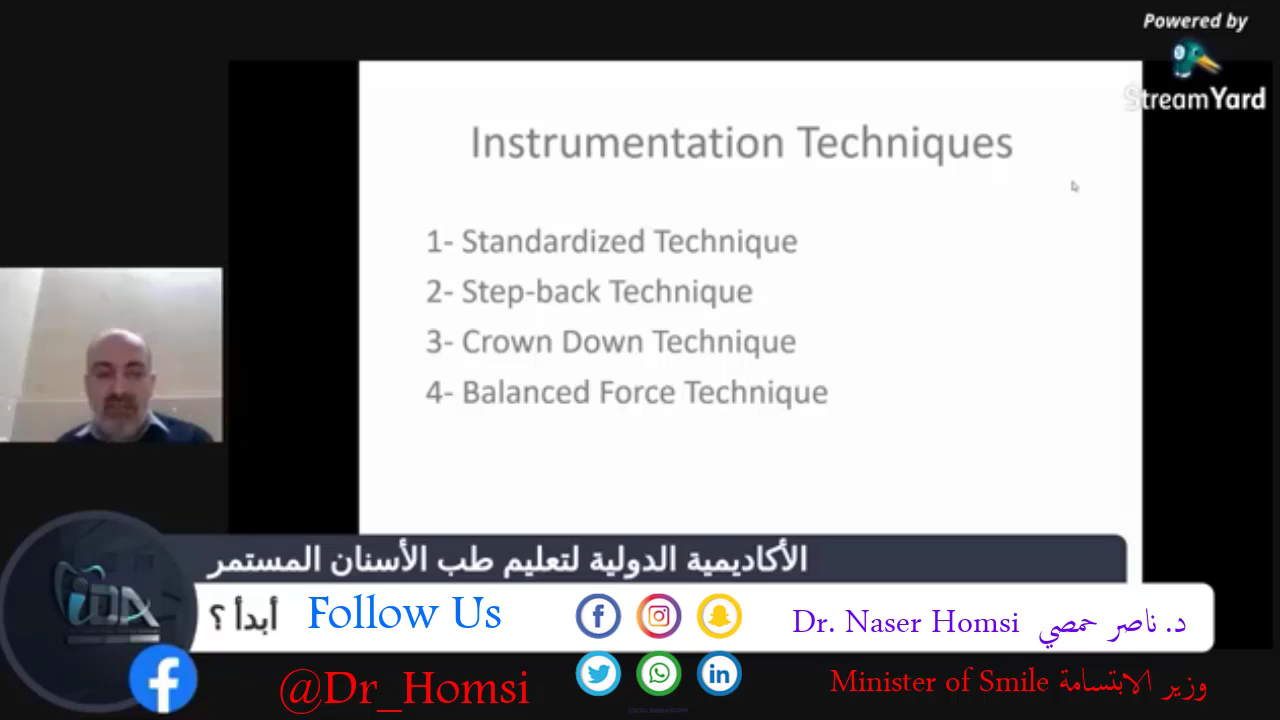 Powered by
StreamYard
Instrumentation Techniques
1- Standardized Technique
2- Step-back Technique
3- Crown Down Technique
4- Balanced Force Technique
الأكاديمية الدولية لتعليم طب الأسنان المستمر
أبدأ ؟
Follow Us
Dr. Naser Homsi د. ناصر حمصي
iDA
@Dr_Homsi
Minister of Smile وزير الابتسامة